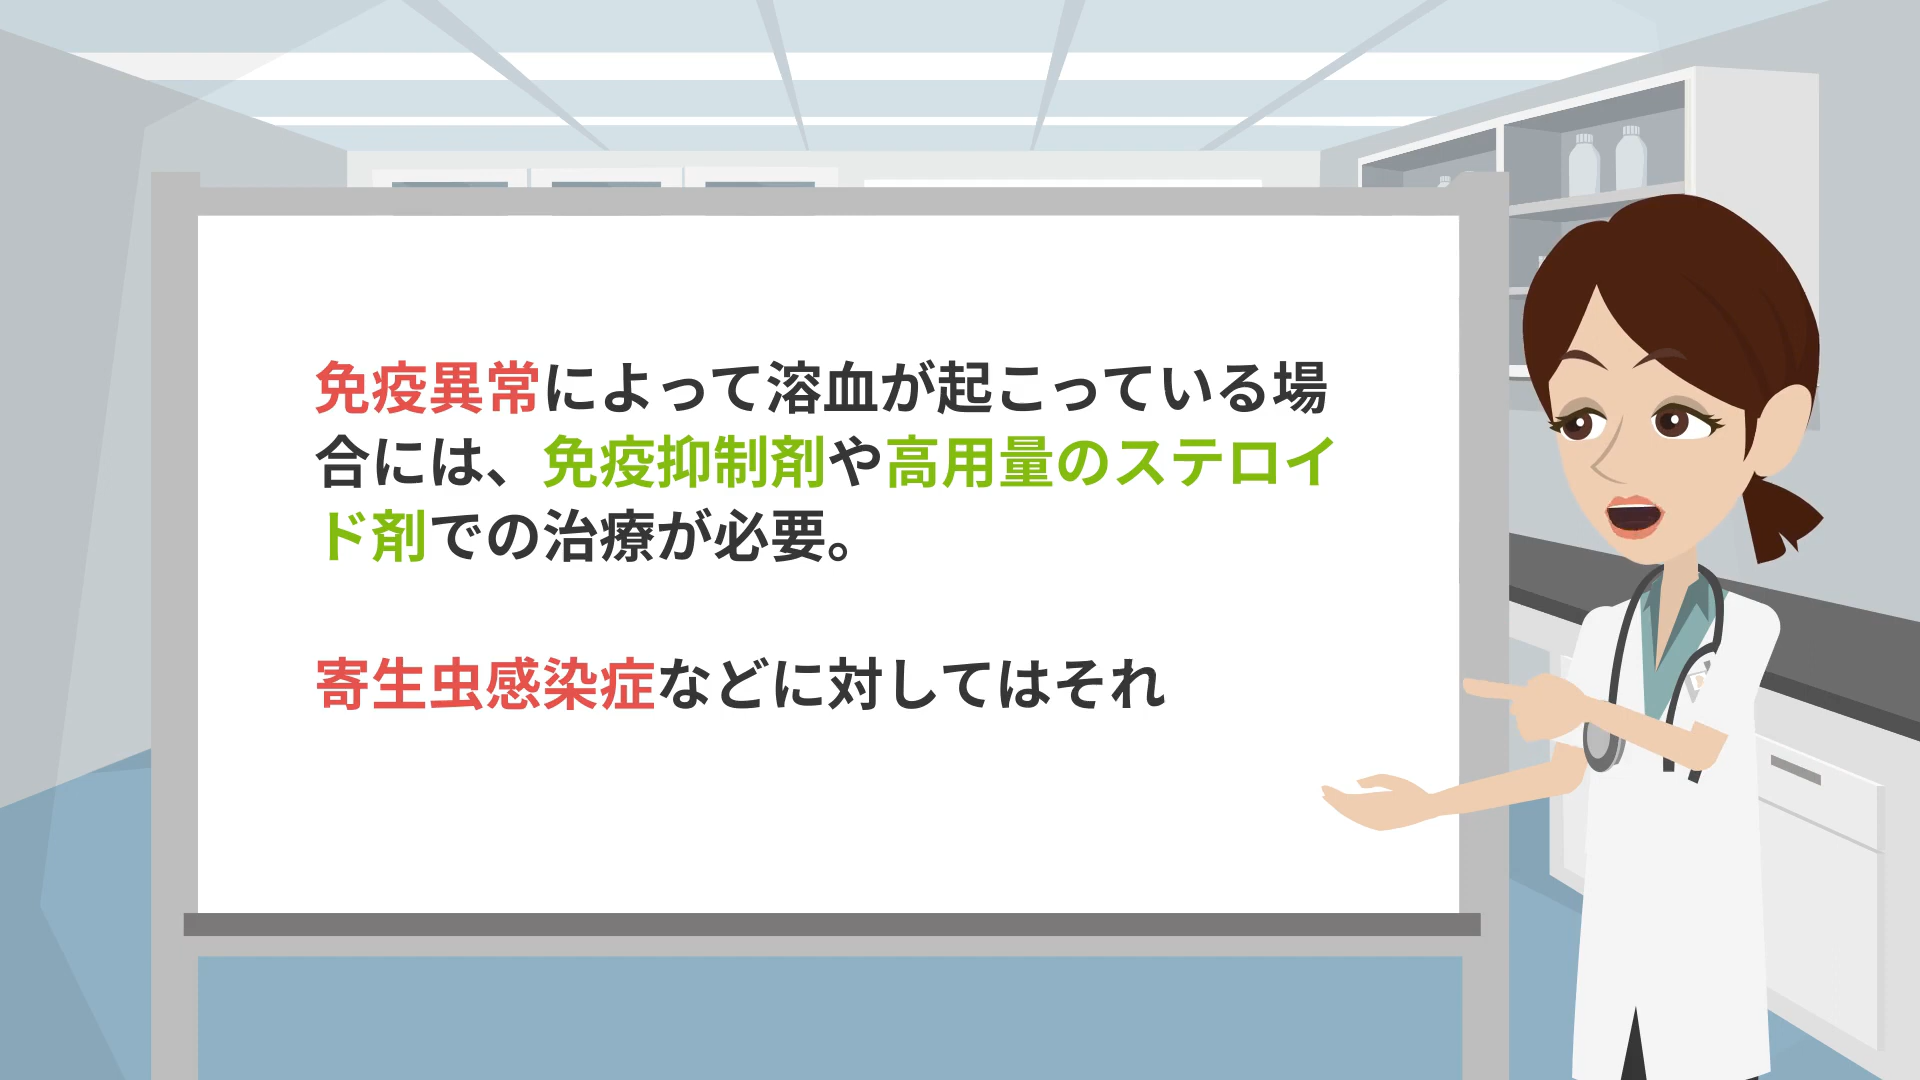 免疫異常によって溶血が起こっている場
合には、免疫抑制剤や高用量のステロイ
ド剤での治療が必要。
寄生虫感染症などに対してはそれ